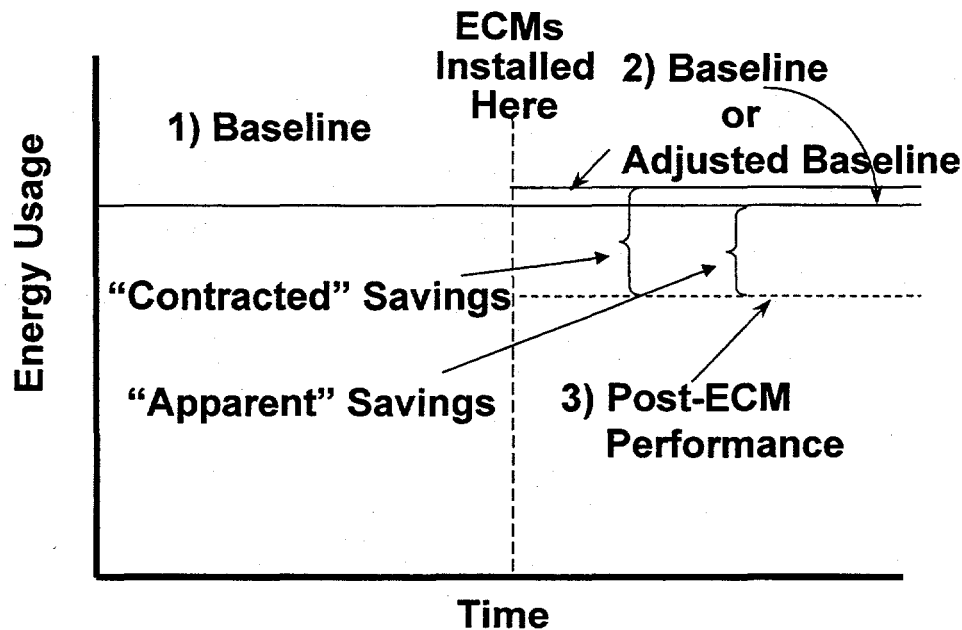 ECMs
Installed
Here
2) Baseline
or
Adjusted Baseline
1) Baseline
Energy Usage
“Contracted” Savings
“Apparent” Savings
3) Post-ECM
Performance
Time